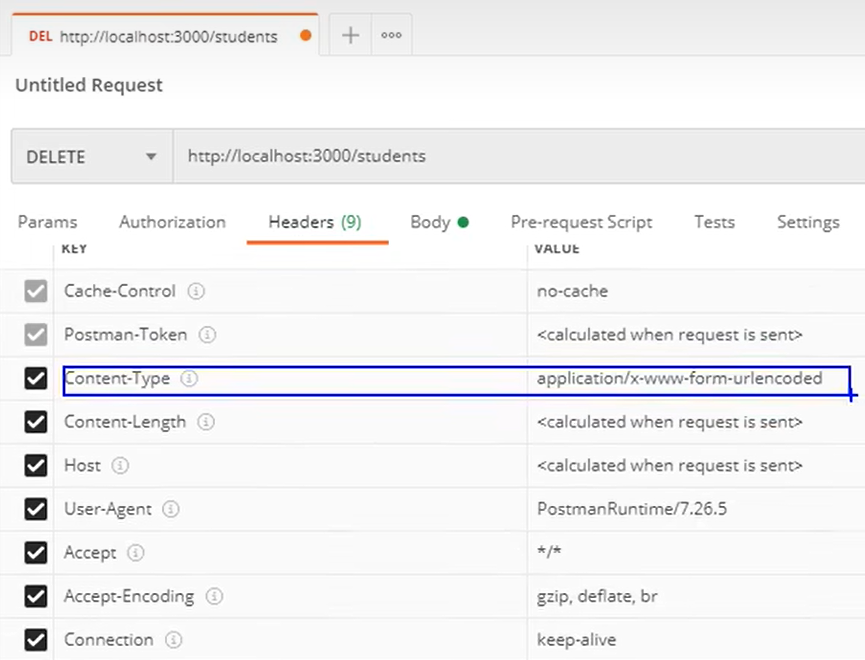 DEL http://localhost:3000/students
Untitled Request
DELETE http://localhost:3000/students
Params Authorization Headers (9) Body Pre-request Script Tests Settings
KEY VALUE
Cache-Control no-cache
Postman-Token <calculated when request is sent>
Content-Type application/x-www-form-urlencoded
Content-Length <calculated when request is sent>
Host <calculated when request is sent>
User-Agent PostmanRuntime/7.26.5
Accept */*
Accept-Encoding gzip, deflate, br
Connection keep-alive